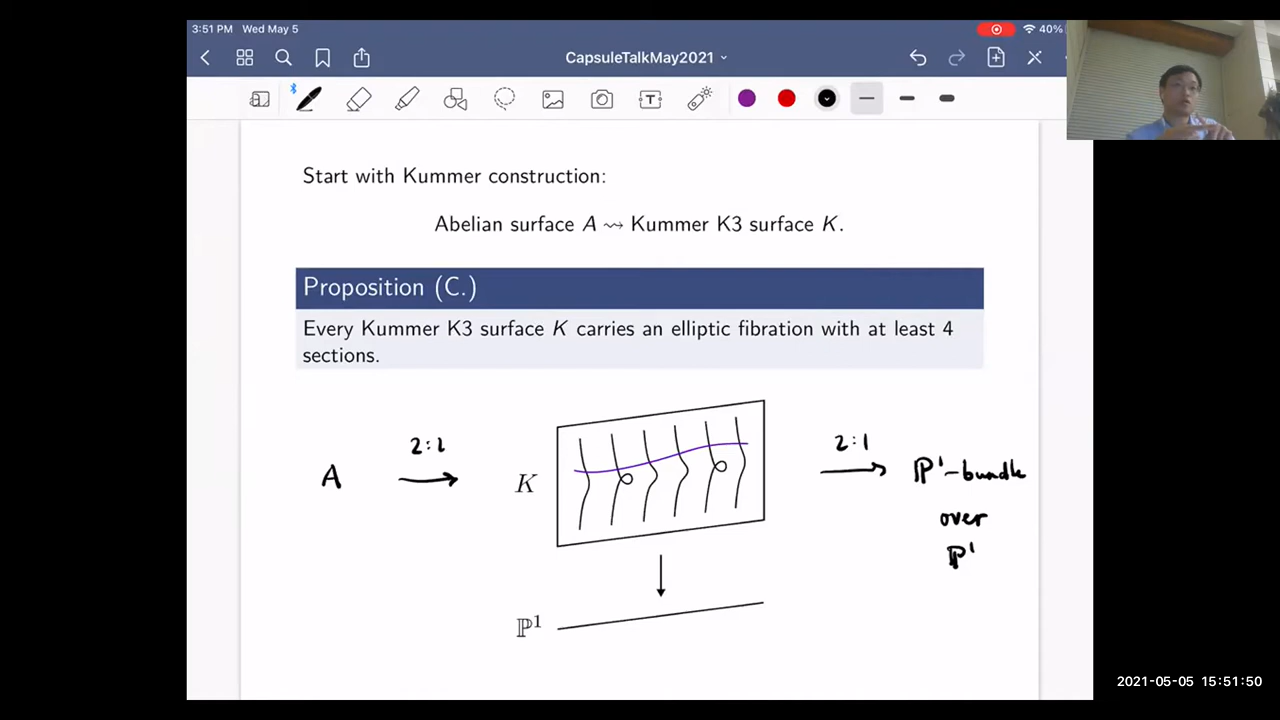 3:51 PM Wed May 5
40%
CapsuleTalkMay2021
Start with Kummer construction:
Abelian surface A ⇝ Kummer K3 surface K.
Proposition (C.)
Every Kummer K3 surface K carries an elliptic fibration with at least 4
sections.
2:1
2:1
A
K
ℙ¹-bundle
over
ℙ¹
ℙ¹
2021-05-05 15:51:50